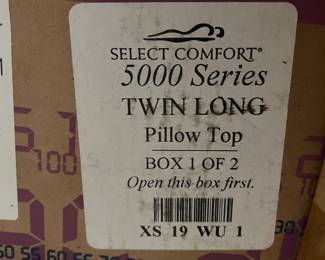 SELECT COMFORT®
5000 Series
TWIN LONG
Pillow Top
BOX 1 OF 2
Open this box first.
XS 19 WU 1
100